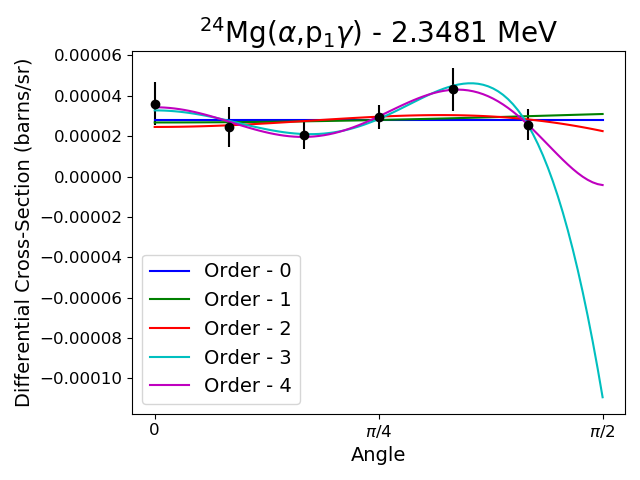 ²⁴Mg(α,p₁γ) - 2.3481 MeV
Differential Cross-Section (barns/sr)
0.00006
0.00004
0.00002
0.00000
−0.00002
−0.00004
−0.00006
−0.00008
−0.00010
Order - 0
Order - 1
Order - 2
Order - 3
Order - 4
0
π/4
π/2
Angle